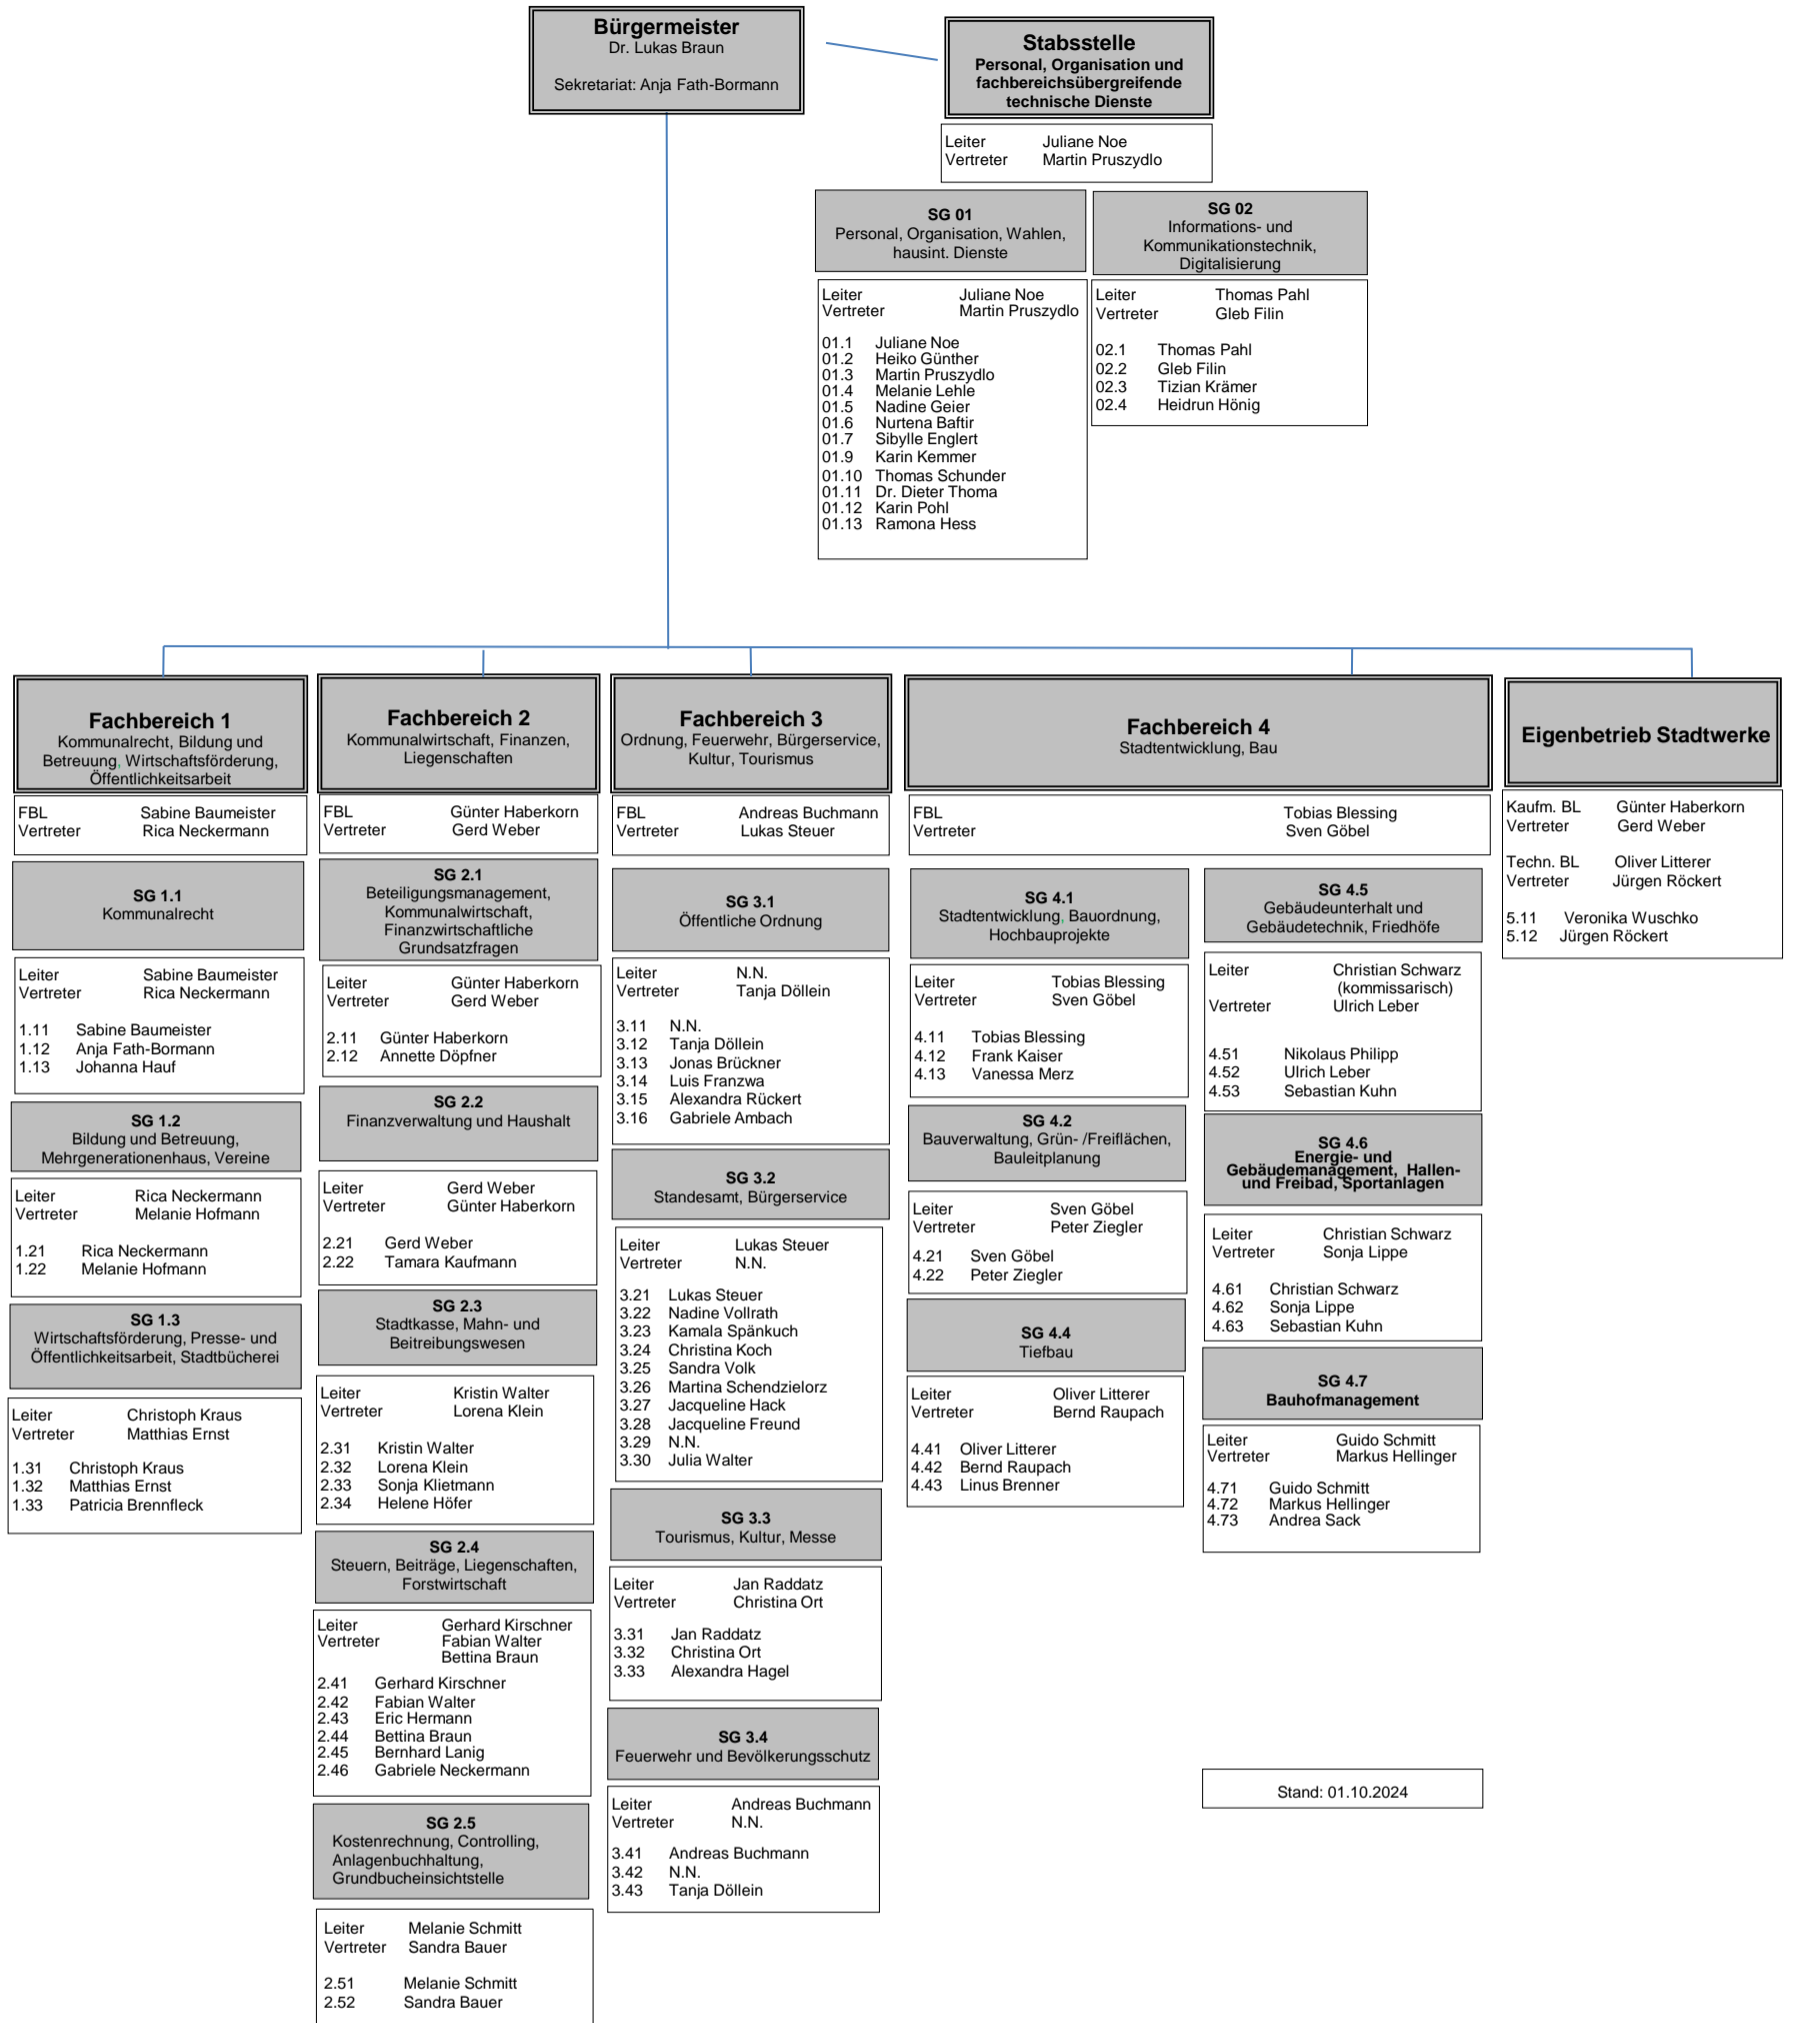 Bürgermeister
Dr. Lukas Braun
Sekretariat: Anja Fath-Bormann
Stabsstelle
Personal, Organisation und
fachbereichsübergreifende
technische Dienste
Leiter Juliane Noe
Vertreter Martin Pruszydlo
SG 01
Personal, Organisation, Wahlen,
hausint. Dienste
Leiter Juliane Noe
Vertreter Martin Pruszydlo
01.1 Juliane Noe
01.2 Heiko Günther
01.3 Martin Pruszydlo
01.4 Melanie Lehle
01.5 Nadine Geier
01.6 Nurtena Baftir
01.7 Sibylle Englert
01.9 Karin Kemmer
01.10 Thomas Schunder
01.11 Dr. Dieter Thoma
01.12 Karin Pohl
01.13 Ramona Hess
SG 02
Informations- und
Kommunikationstechnik,
Digitalisierung
Leiter Thomas Pahl
Vertreter Gleb Filin
02.1 Thomas Pahl
02.2 Gleb Filin
02.3 Tizian Krämer
02.4 Heidrun Hönig
Fachbereich 1
Kommunalrecht, Bildung und
Betreuung, Wirtschaftsförderung,
Öffentlichkeitsarbeit
FBL Sabine Baumeister
Vertreter Rica Neckermann
SG 1.1
Kommunalrecht
Leiter Sabine Baumeister
Vertreter Rica Neckermann
1.11 Sabine Baumeister
1.12 Anja Fath-Bormann
1.13 Johanna Hauf
SG 1.2
Bildung und Betreuung,
Mehrgenerationenhaus, Vereine
Leiter Rica Neckermann
Vertreter Melanie Hofmann
1.21 Rica Neckermann
1.22 Melanie Hofmann
SG 1.3
Wirtschaftsförderung, Presse- und
Öffentlichkeitsarbeit, Stadtbücherei
Leiter Christoph Kraus
Vertreter Matthias Ernst
1.31 Christoph Kraus
1.32 Matthias Ernst
1.33 Patricia Brennfleck
Fachbereich 2
Kommunalwirtschaft, Finanzen,
Liegenschaften
FBL Günter Haberkorn
Vertreter Gerd Weber
SG 2.1
Beteiligungsmanagement,
Kommunalwirtschaft,
Finanzwirtschaftliche
Grundsatzfragen
Leiter Günter Haberkorn
Vertreter Gerd Weber
2.11 Günter Haberkorn
2.12 Annette Döpfner
SG 2.2
Finanzverwaltung und Haushalt
Leiter Gerd Weber
Vertreter Günter Haberkorn
2.21 Gerd Weber
2.22 Tamara Kaufmann
SG 2.3
Stadtkasse, Mahn- und
Beitreibungswesen
Leiter Kristin Walter
Vertreter Lorena Klein
2.31 Kristin Walter
2.32 Lorena Klein
2.33 Sonja Klietmann
2.34 Helene Höfer
SG 2.4
Steuern, Beiträge, Liegenschaften,
Forstwirtschaft
Leiter Gerhard Kirschner
Vertreter Fabian Walter
Bettina Braun
2.41 Gerhard Kirschner
2.42 Fabian Walter
2.43 Eric Hermann
2.44 Bettina Braun
2.45 Bernhard Lanig
2.46 Gabriele Neckermann
SG 2.5
Kostenrechnung, Controlling,
Anlagenbuchhaltung,
Grundbucheinsichtstelle
Leiter Melanie Schmitt
Vertreter Sandra Bauer
2.51 Melanie Schmitt
2.52 Sandra Bauer
Fachbereich 3
Ordnung, Feuerwehr, Bürgerservice,
Kultur, Tourismus
FBL Andreas Buchmann
Vertreter Lukas Steuer
SG 3.1
Öffentliche Ordnung
Leiter N.N.
Vertreter Tanja Döllein
3.11 N.N.
3.12 Tanja Döllein
3.13 Jonas Brückner
3.14 Luis Franzwa
3.15 Alexandra Rückert
3.16 Gabriele Ambach
SG 3.2
Standesamt, Bürgerservice
Leiter Lukas Steuer
Vertreter N.N.
3.21 Lukas Steuer
3.22 Nadine Vollrath
3.23 Kamala Spänkuch
3.24 Christina Koch
3.25 Sandra Volk
3.26 Martina Schendzielorz
3.27 Jacqueline Hack
3.28 Jacqueline Freund
3.29 N.N.
3.30 Julia Walter
SG 3.3
Tourismus, Kultur, Messe
Leiter Jan Raddatz
Vertreter Christina Ort
3.31 Jan Raddatz
3.32 Christina Ort
3.33 Alexandra Hagel
SG 3.4
Feuerwehr und Bevölkerungsschutz
Leiter Andreas Buchmann
Vertreter N.N.
3.41 Andreas Buchmann
3.42 N.N.
3.43 Tanja Döllein
Fachbereich 4
Stadtentwicklung, Bau
FBL Tobias Blessing
Vertreter Sven Göbel
SG 4.1
Stadtentwicklung, Bauordnung,
Hochbauprojekte
Leiter Tobias Blessing
Vertreter Sven Göbel
4.11 Tobias Blessing
4.12 Frank Kaiser
4.13 Vanessa Merz
SG 4.2
Bauverwaltung, Grün- /Freiflächen,
Bauleitplanung
Leiter Sven Göbel
Vertreter Peter Ziegler
4.21 Sven Göbel
4.22 Peter Ziegler
SG 4.4
Tiefbau
Leiter Oliver Litterer
Vertreter Bernd Raupach
4.41 Oliver Litterer
4.42 Bernd Raupach
4.43 Linus Brenner
SG 4.5
Gebäudeunterhalt und
Gebäudetechnik, Friedhöfe
Leiter Christian Schwarz
(kommissarisch)
Vertreter Ulrich Leber
4.51 Nikolaus Philipp
4.52 Ulrich Leber
4.53 Sebastian Kuhn
SG 4.6
Energie- und
Gebäudemanagement, Hallen-
und Freibad, Sportanlagen
Leiter Christian Schwarz
Vertreter Sonja Lippe
4.61 Christian Schwarz
4.62 Sonja Lippe
4.63 Sebastian Kuhn
SG 4.7
Bauhofmanagement
Leiter Guido Schmitt
Vertreter Markus Hellinger
4.71 Guido Schmitt
4.72 Markus Hellinger
4.73 Andrea Sack
Eigenbetrieb Stadtwerke
Kaufm. BL Günter Haberkorn
Vertreter Gerd Weber
Techn. BL Oliver Litterer
Vertreter Jürgen Röckert
5.11 Veronika Wuschko
5.12 Jürgen Röckert
Stand: 01.10.2024